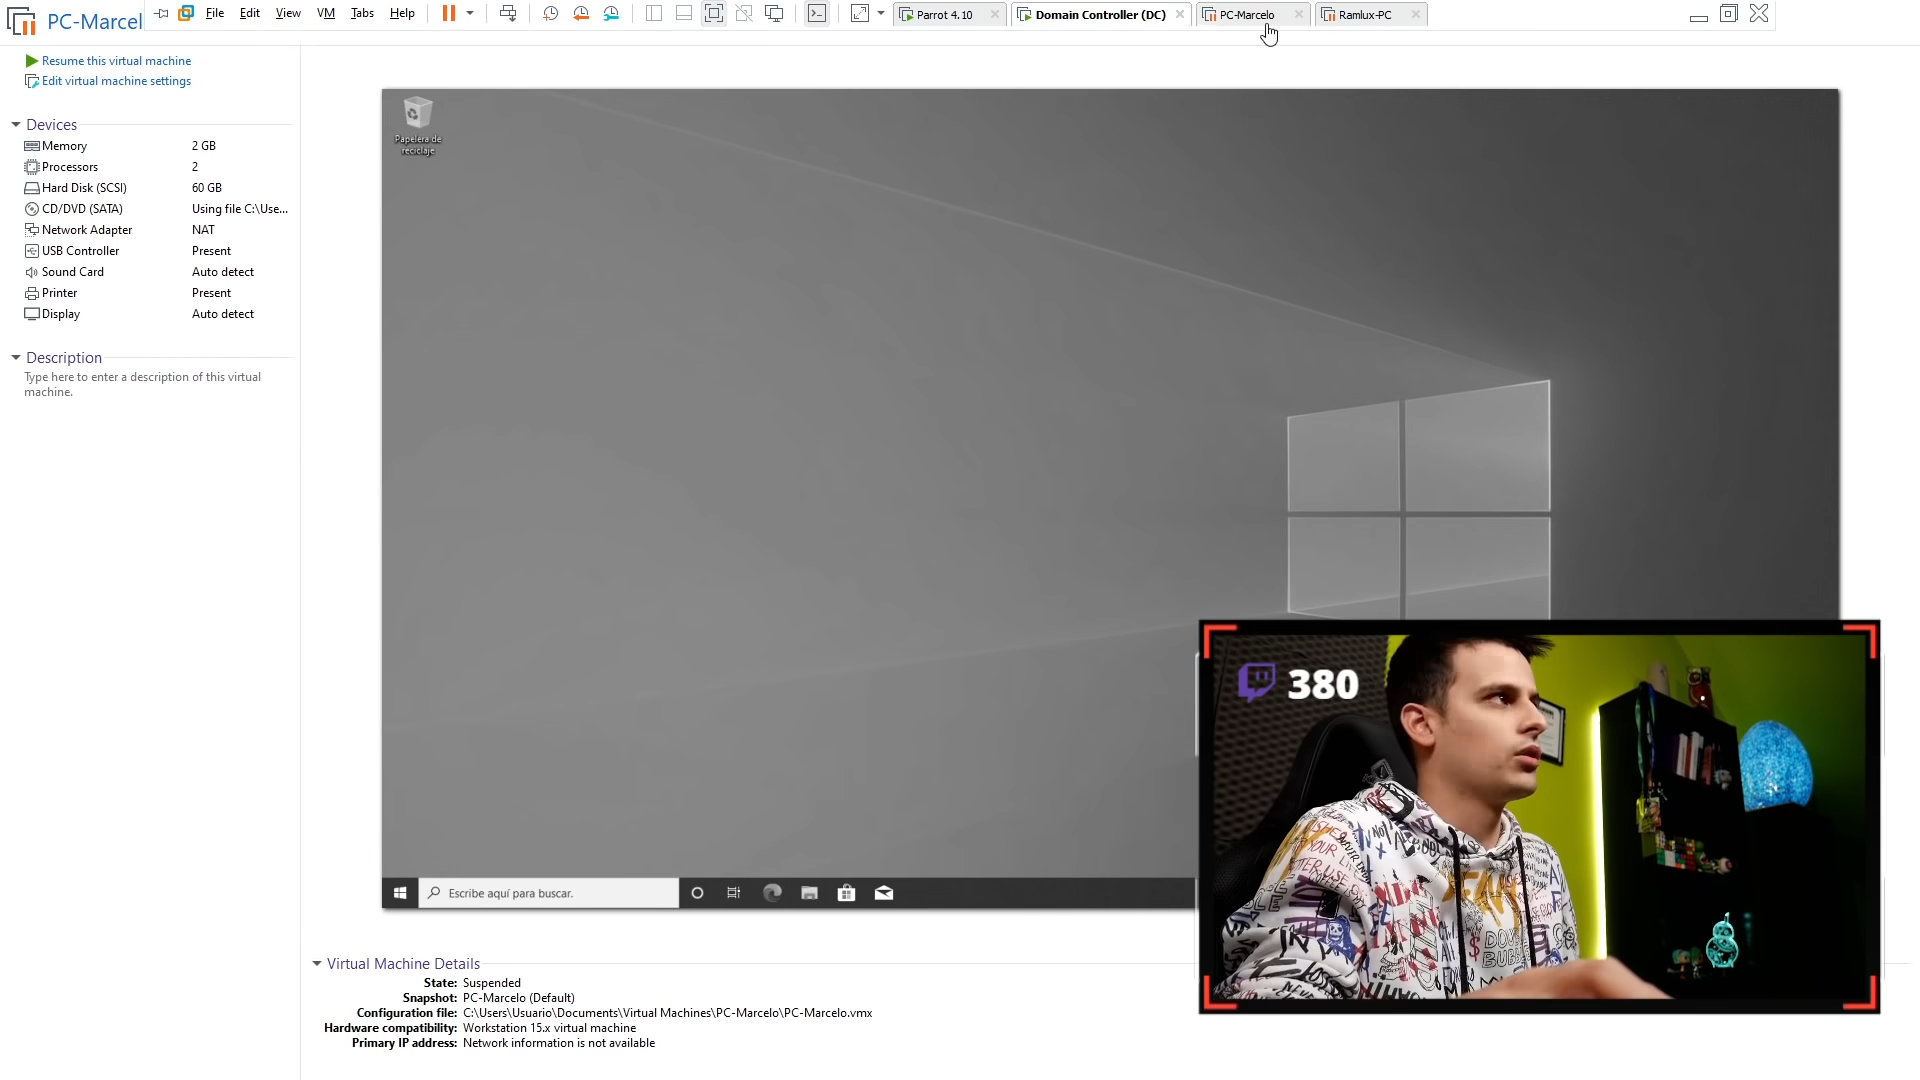 PC-Marcel
File Edit View VM Tabs Help
Parrot 4.10
Domain Controller (DC)
PC-Marcelo
Ramlux-PC
Resume this virtual machine
Edit virtual machine settings
Devices
Memory 2 GB
Processors 2
Hard Disk (SCSI) 60 GB
CD/DVD (SATA) Using file C:\Use...
Network Adapter NAT
USB Controller Present
Sound Card Auto detect
Printer Present
Display Auto detect
Description
Type here to enter a description of this virtual
machine.
Papelera de
reciclaje
Escribe aquí para buscar.
380
Virtual Machine Details
State: Suspended
Snapshot: PC-Marcelo (Default)
Configuration file: C:\Users\Usuario\Documents\Virtual Machines\PC-Marcelo\PC-Marcelo.vmx
Hardware compatibility: Workstation 15.x virtual machine
Primary IP address: Network information is not available